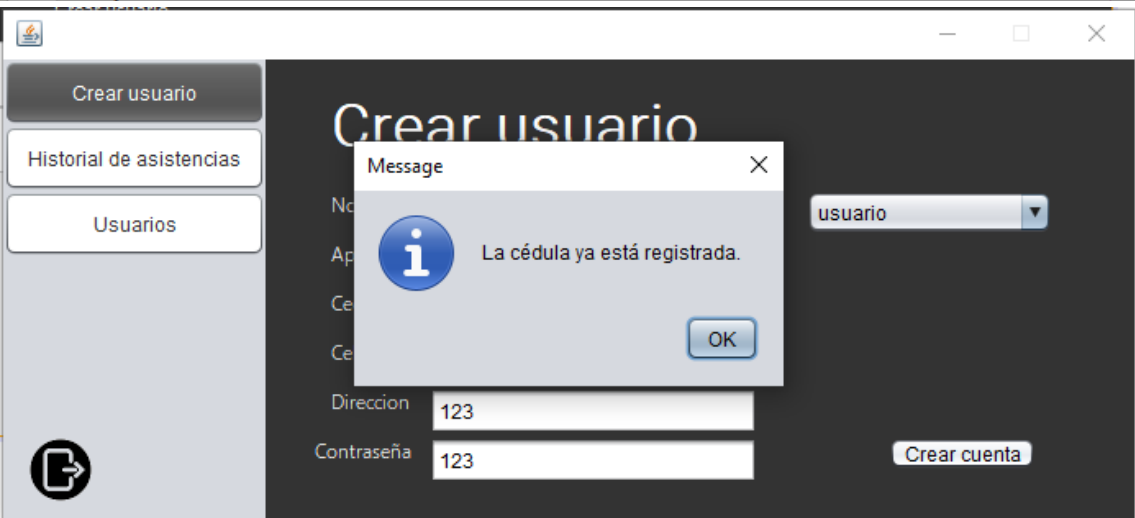 Crear usuario
Historial de asistencias
Usuarios
Crear usuario
Message
La cédula ya está registrada.
OK
usuario
Direccion
123
Contraseña
123
Crear cuenta